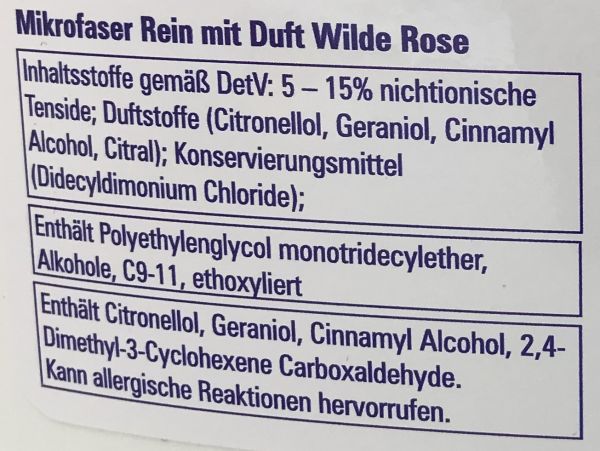 Mikrofaser Rein mit Duft Wilde Rose
Inhaltsstoffe gemäß DetV: 5 – 15% nichtionische
Tenside; Duftstoffe (Citronellol, Geraniol, Cinnamyl
Alcohol, Citral); Konservierungsmittel
(Didecyldimonium Chloride);
Enthält Polyethylenglycol monotridecylether,
Alkohole, C9-11, ethoxyliert
Enthält Citronellol, Geraniol, Cinnamyl Alcohol, 2,4-
Dimethyl-3-Cyclohexene Carboxaldehyde.
Kann allergische Reaktionen hervorrufen.